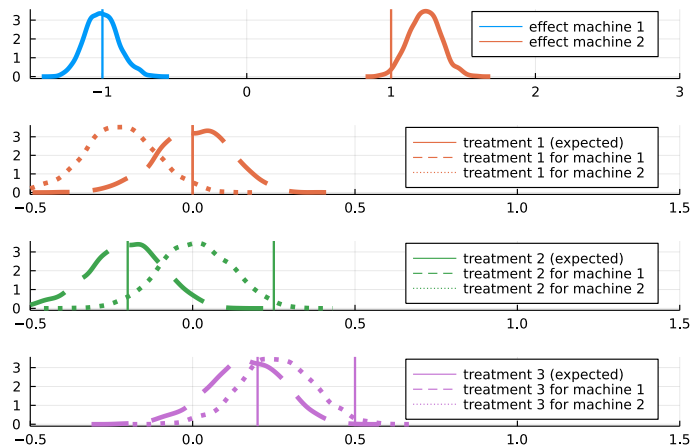 3
2
1
0
effect machine 1
effect machine 2
−1 0 1 2 3
3
2
1
0
treatment 1 (expected)
treatment 1 for machine 1
treatment 1 for machine 2
−0.5 0.0 0.5 1.0 1.5
3
2
1
0
treatment 2 (expected)
treatment 2 for machine 1
treatment 2 for machine 2
−0.5 0.0 0.5 1.0 1.5
3
2
1
0
treatment 3 (expected)
treatment 3 for machine 1
treatment 3 for machine 2
−0.5 0.0 0.5 1.0 1.5